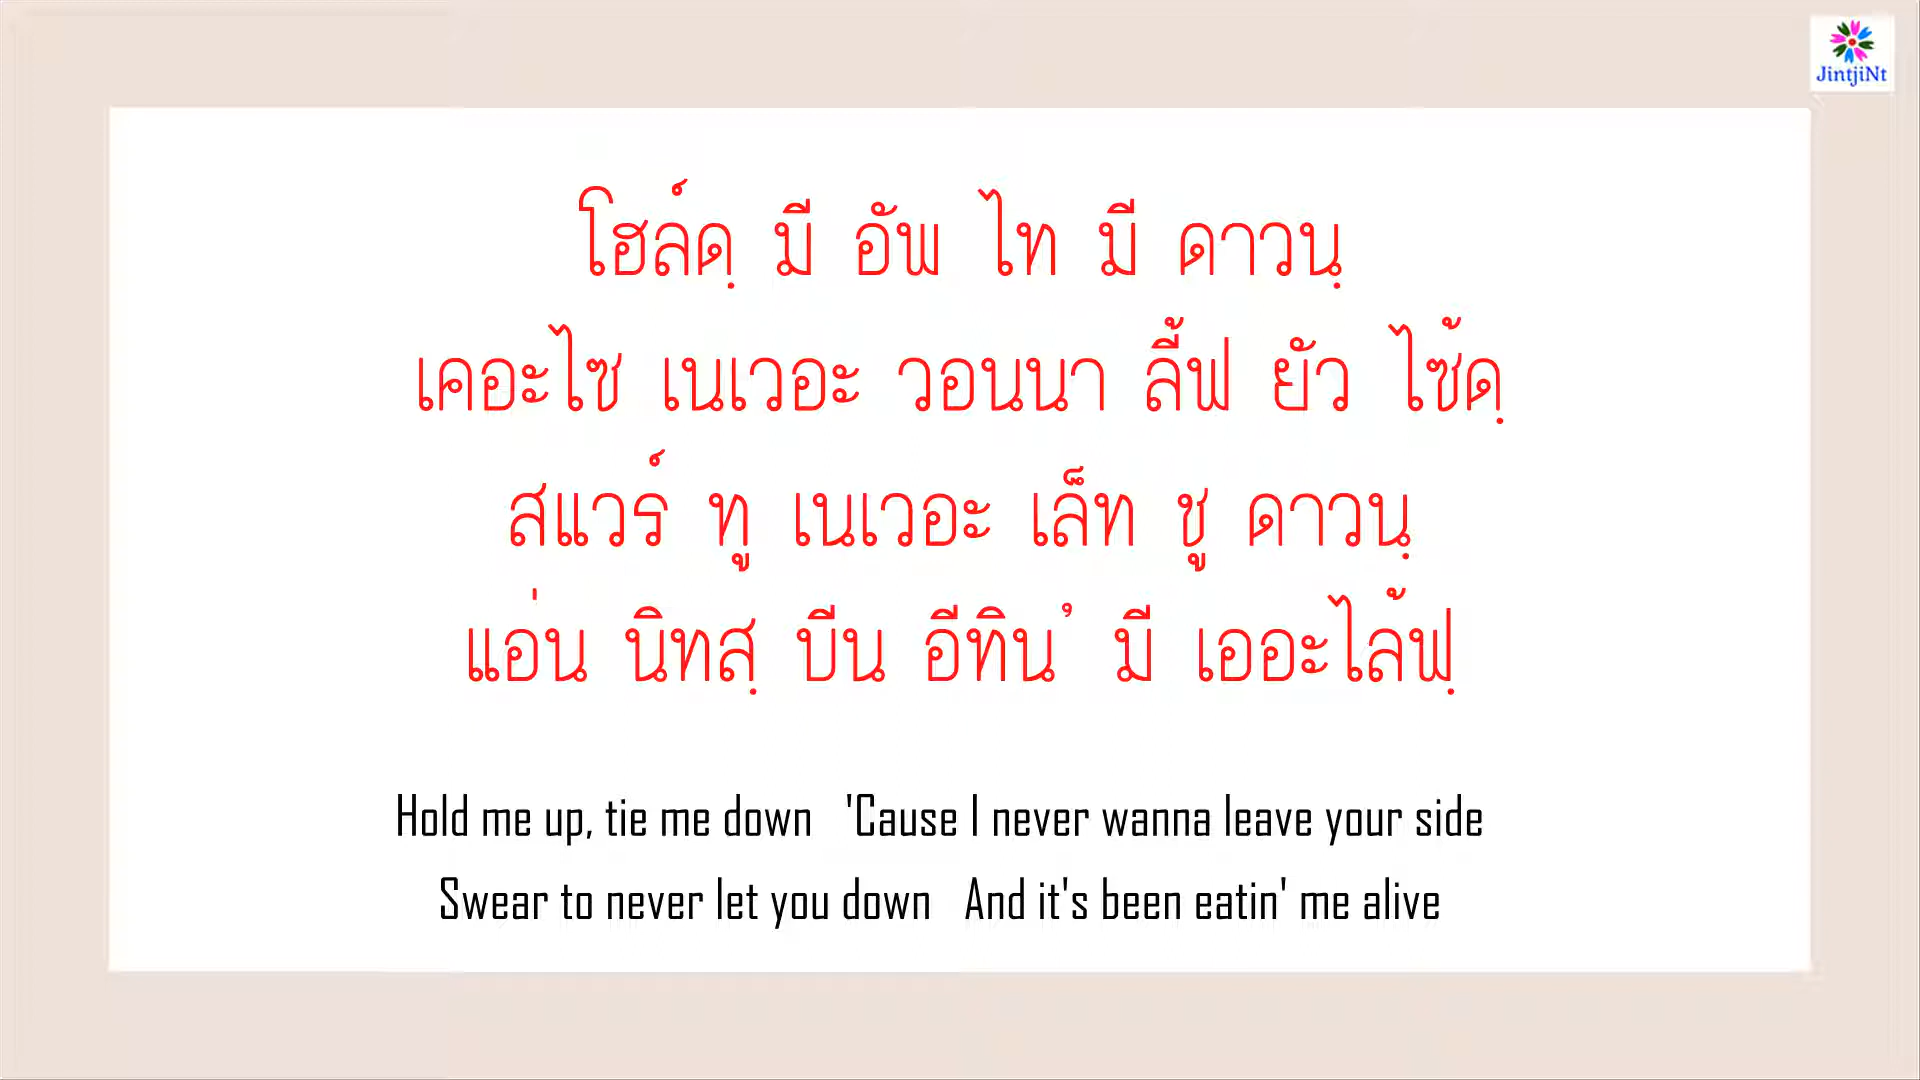 JintjiNt
โฮล์ดฺ มี อัพ ไท มี ดาวนฺ
เคอะไซ เนเวอะ วอนนา ลี้ฟ ยัว ไซ้ดฺ
สแวร์ ทู เนเวอะ เล็ท ชู ดาวนฺ
แอ่น นิทสฺ บีน อีทิน’ มี เออะไล้ฟฺ
Hold me up, tie me down 'Cause I never wanna leave your side
Swear to never let you down And it's been eatin' me alive